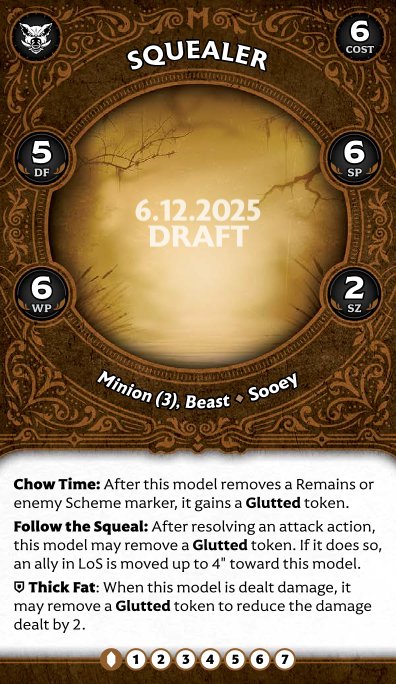 M
SQUEALER
6
COST
5
DF
6
SP
6.12.2025
DRAFT
6
WP
2
SZ
Minion (3), Beast ◆ Sooey
Chow Time: After this model removes a Remains or
enemy Scheme marker, it gains a Glutted token.
Follow the Squeal: After resolving an attack action,
this model may remove a Glutted token. If it does so,
an ally in LoS is moved up to 4" toward this model.
Thick Fat: When this model is dealt damage, it
may remove a Glutted token to reduce the damage
dealt by 2.
1 2 3 4 5 6 7